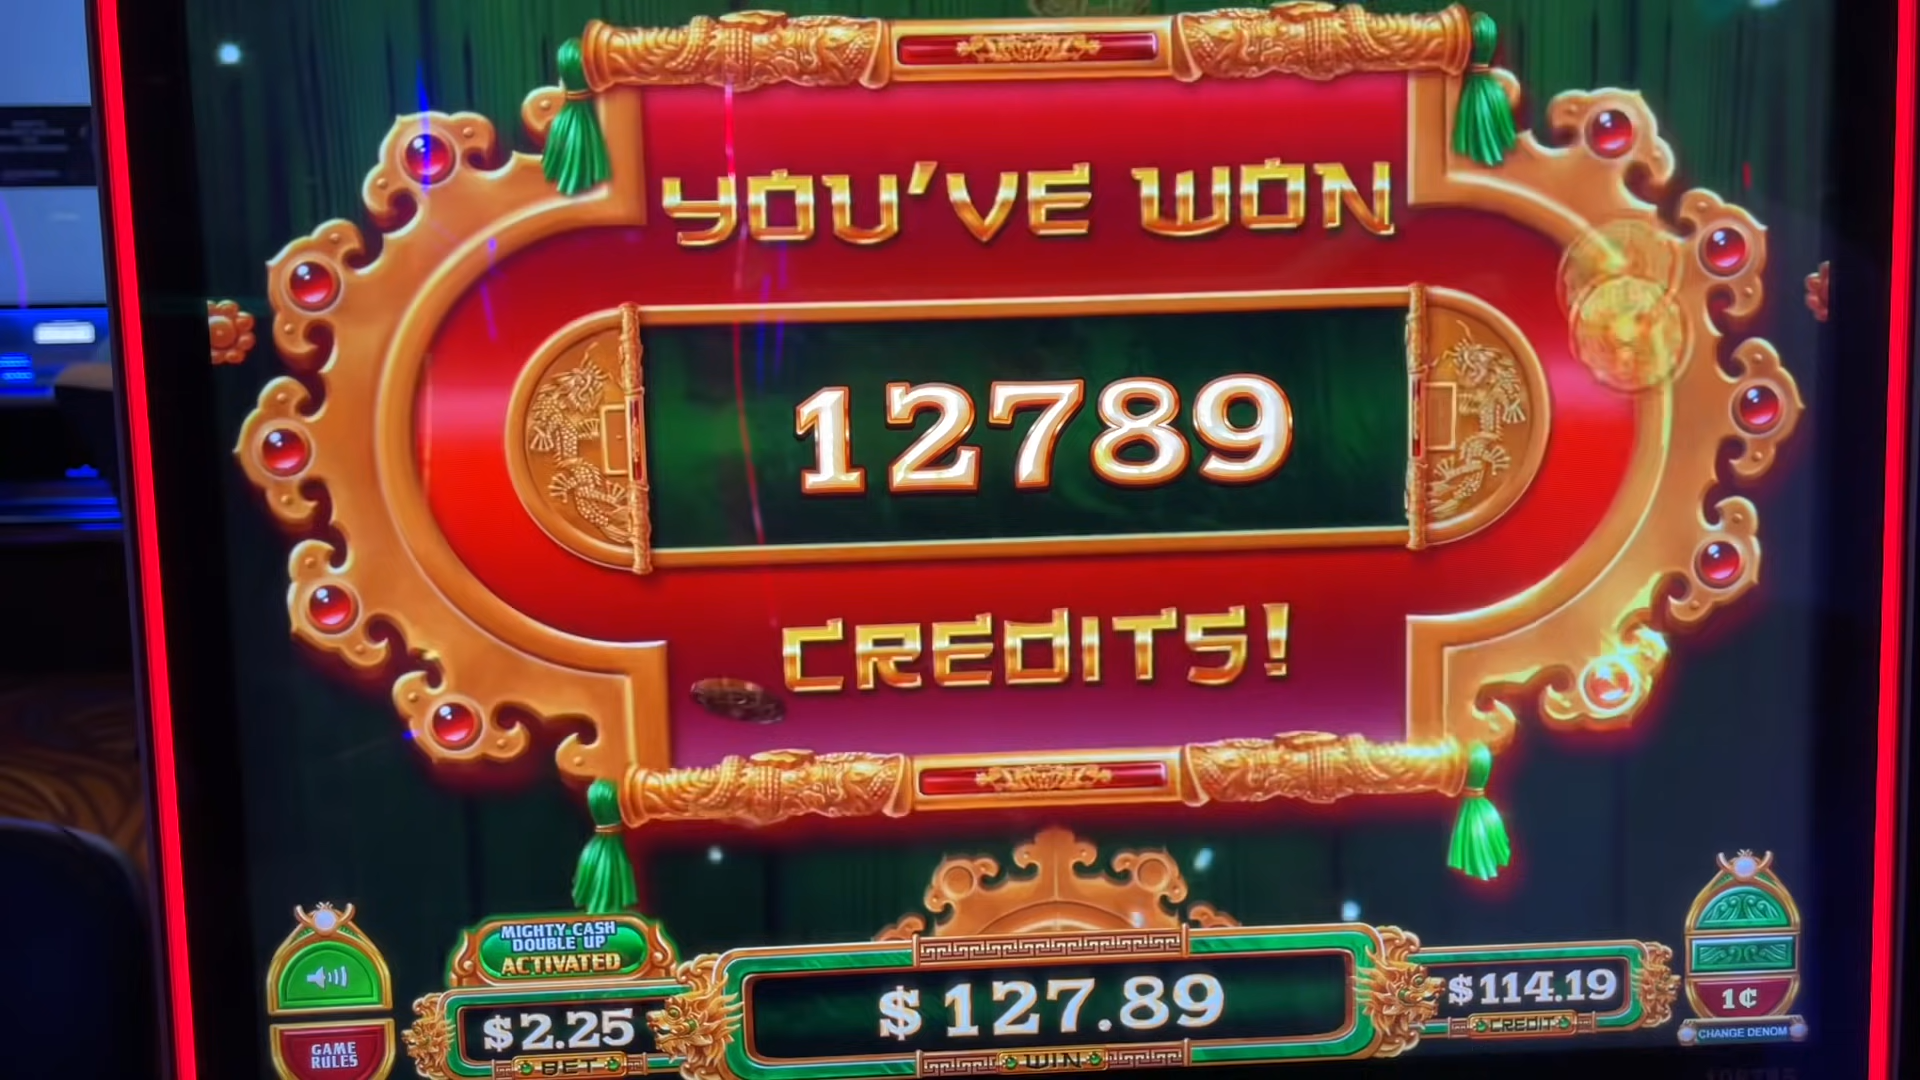 YOU'VE WON
12789
CREDITS!
MIGHTY CASH
DOUBLE UP
ACTIVATED
$2.25
BET
$127.89
WIN
$114.19
CREDIT
1¢
CHANGE DENOM
GAME
RULES